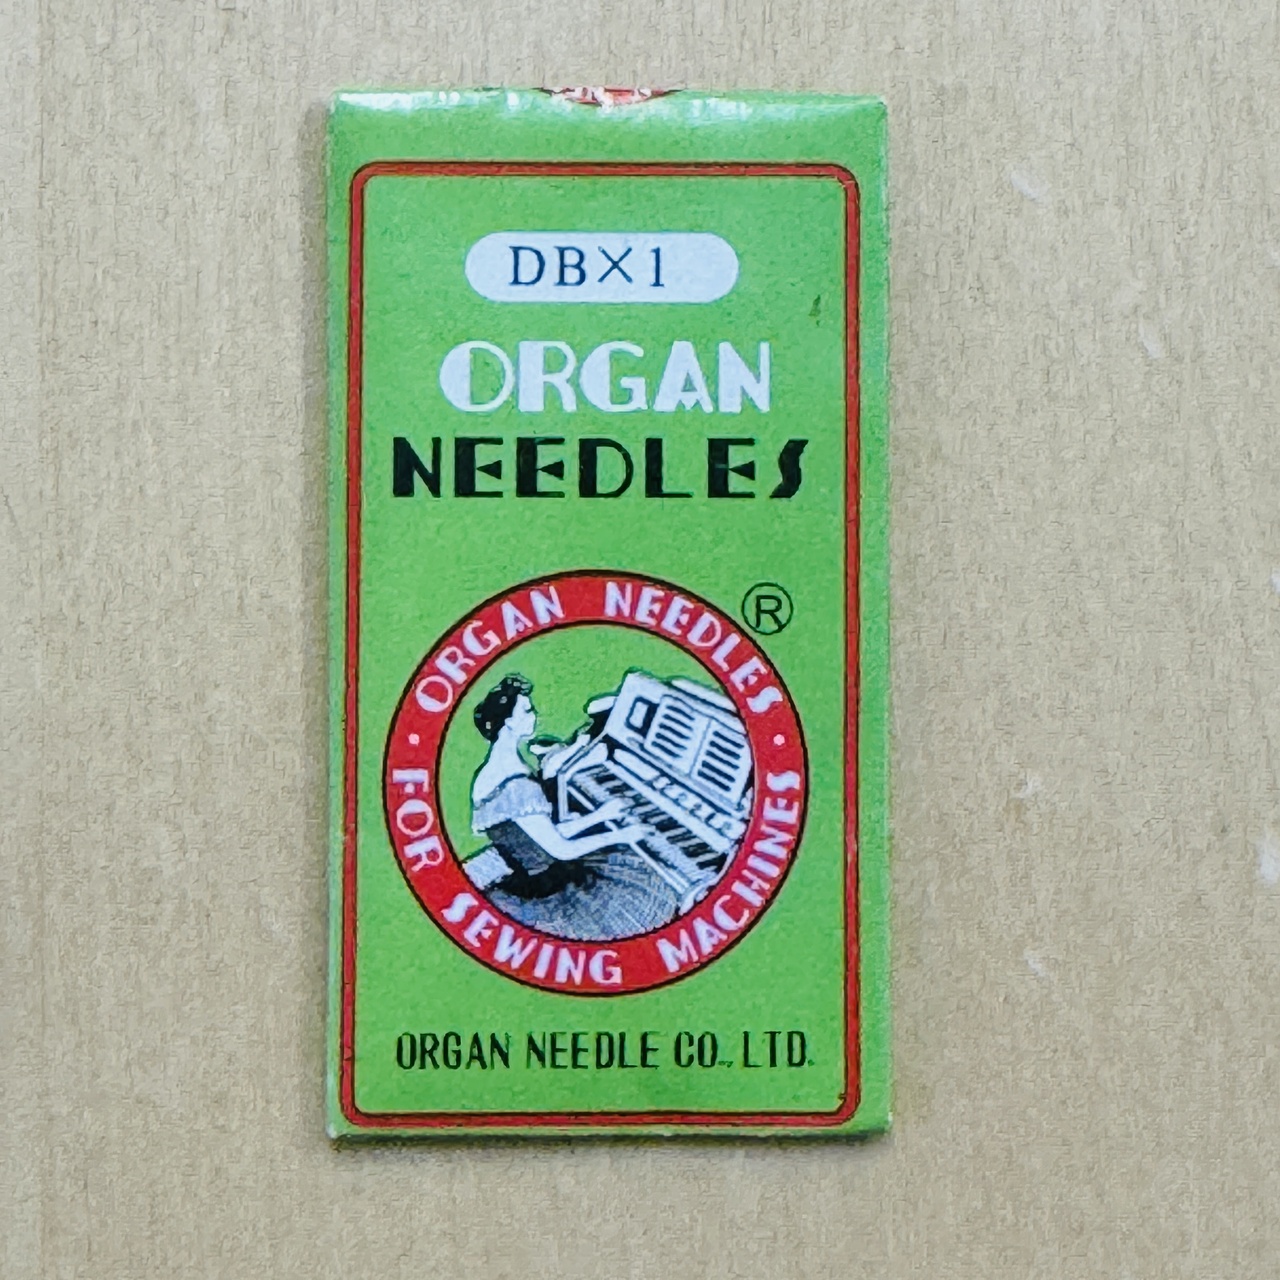 DB×1
ORGAN
NEEDLES
®
ORGAN NEEDLES
• FOR SEWING MACHINES •
ORGAN NEEDLE CO., LTD.